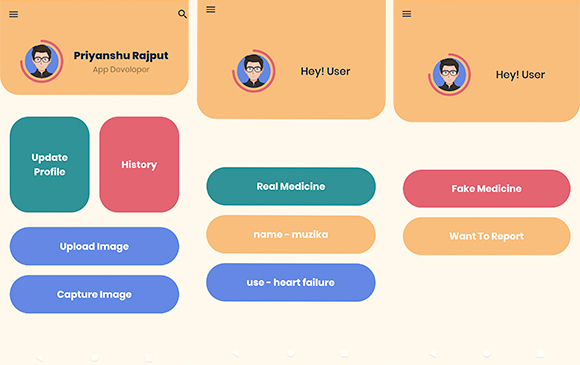 Priyanshu Rajput
App Developer
Update
Profile
History
Upload Image
Capture Image
Hey! User
Real Medicine
name - muzika
use - heart failure
Hey! User
Fake Medicine
Want To Report